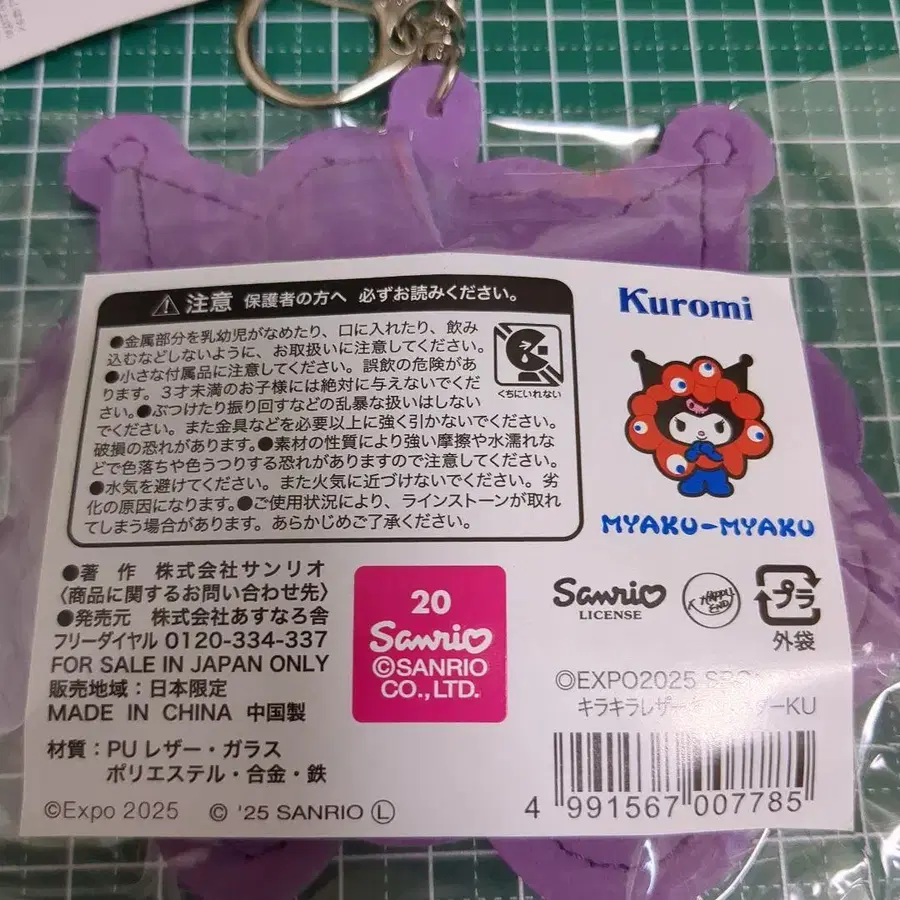 注意 保護者の方へ 必ずお読みください。
●金属部分を乳幼児がなめたり、口に入れたり、飲み
込むなどしないように、お取扱いに注意してください。
●小さな付属品に注意してください。誤飲の危険があ
ります。3才未満のお子様には絶対に与えないでくだ
さい。●ぶつけたり振り回すなどの乱暴な扱いはしない
でください。また金具などを必要以上に強く引かないでください。
破損の恐れがあります。●素材の性質により強い摩擦や水濡れな
どで色落ちや色うつりする恐れがありますので注意してください。
●水気を避けてください。また火気に近づけないでください。劣
化の原因になります。●ご使用状況により、ラインストーンが取れ
てしまう場合があります。あらかじめご了承ください。
くちにいれない
Kuromi
MYAKU-MYAKU
●著 作 株式会社サンリオ
〈商品に関するお問い合わせ先〉
●発売元 株式会社あすなろ舎
フリーダイヤル 0120-334-337
FOR SALE IN JAPAN ONLY
販売地域：日本限定
MADE IN CHINA 中国製
材質：PU レザー・ガラス
ポリエステル・合金・鉄
©Expo 2025 © '25 SANRIO Ⓛ
20
Sanrio
©SANRIO
CO.,LTD.
Sanrio
LICENSE
HAPPY
END
プラ
外袋
©EXPO2025
キラキラレザー KU
4 991567 007785